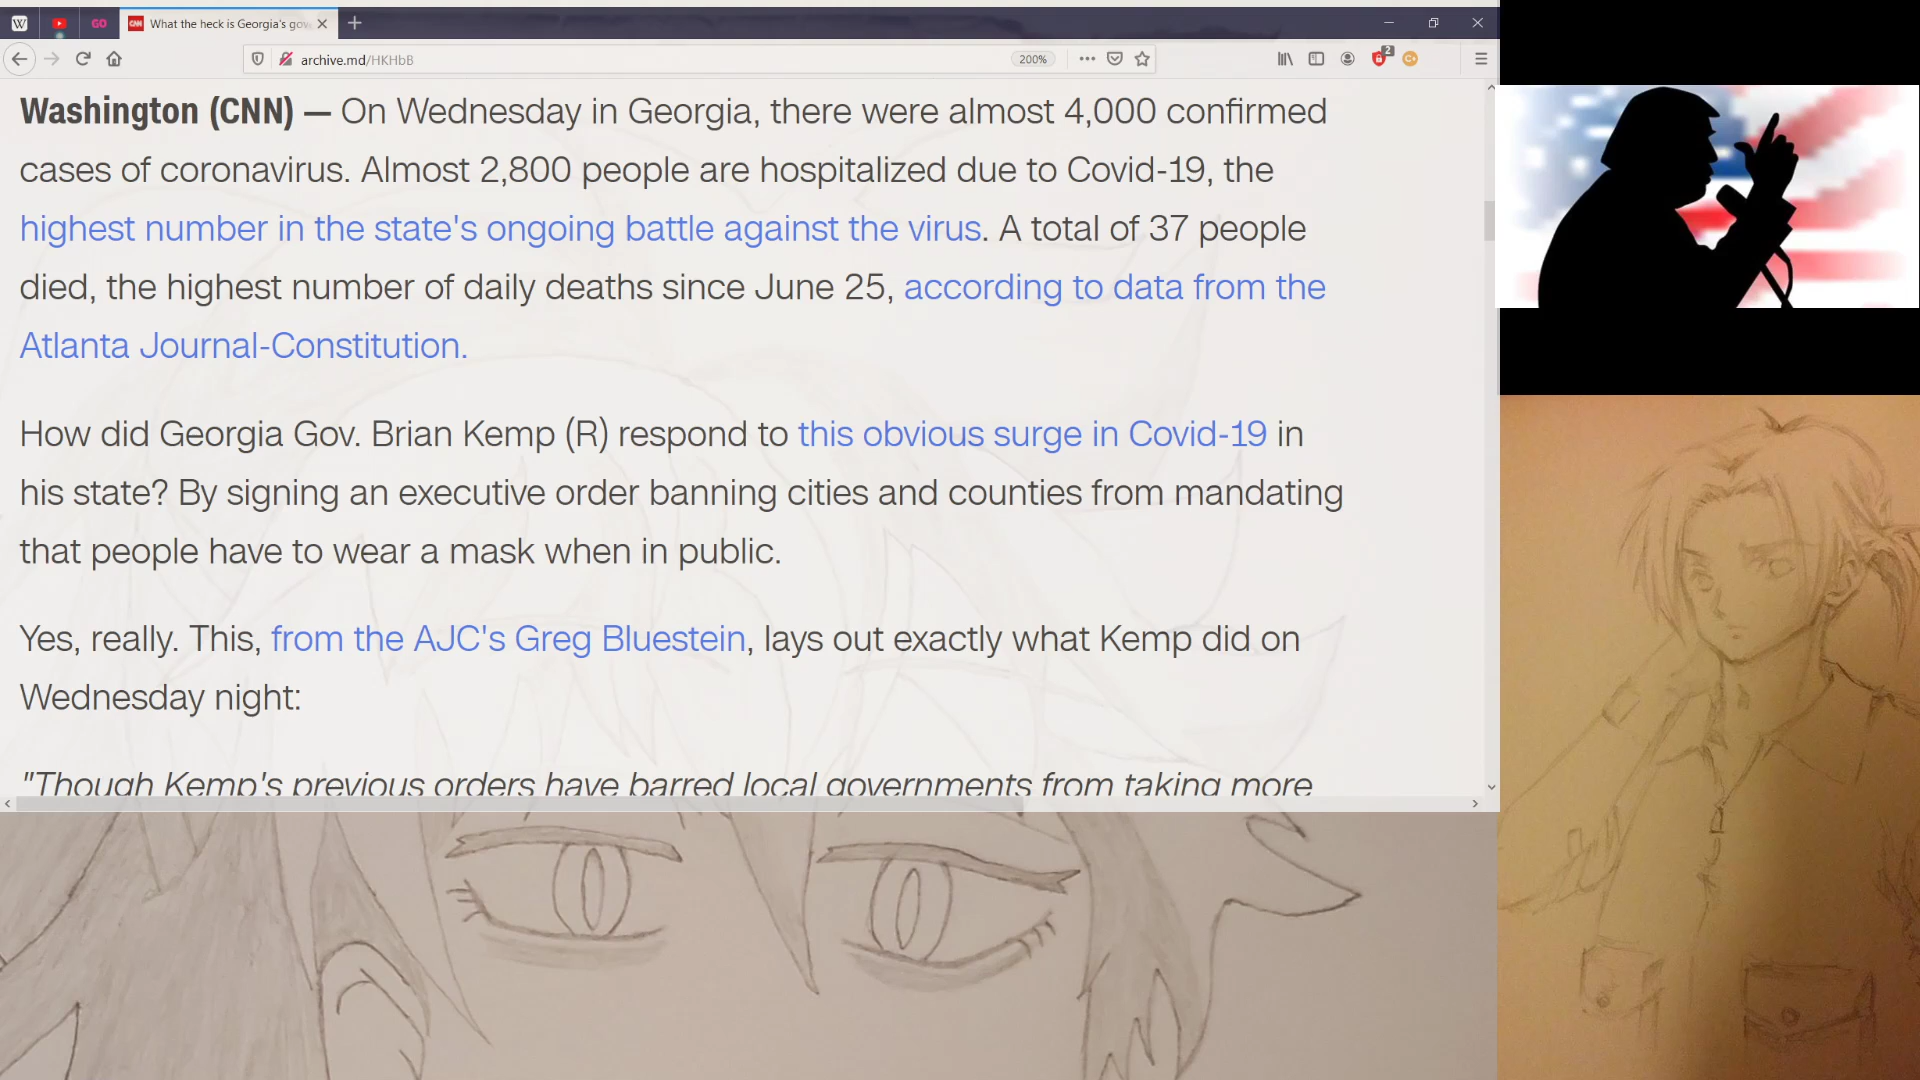 W
GO
CNN
What the heck is Georgia's gov
archive.md/HKHbB
200%
2
C+
Washington (CNN) — On Wednesday in Georgia, there were almost 4,000 confirmed
cases of coronavirus. Almost 2,800 people are hospitalized due to Covid-19, the
highest number in the state's ongoing battle against the virus. A total of 37 people
died, the highest number of daily deaths since June 25, according to data from the
Atlanta Journal-Constitution.
How did Georgia Gov. Brian Kemp (R) respond to this obvious surge in Covid-19 in
his state? By signing an executive order banning cities and counties from mandating
that people have to wear a mask when in public.
Yes, really. This, from the AJC's Greg Bluestein, lays out exactly what Kemp did on
Wednesday night:
"Though Kemp's previous orders have barred local governments from taking more